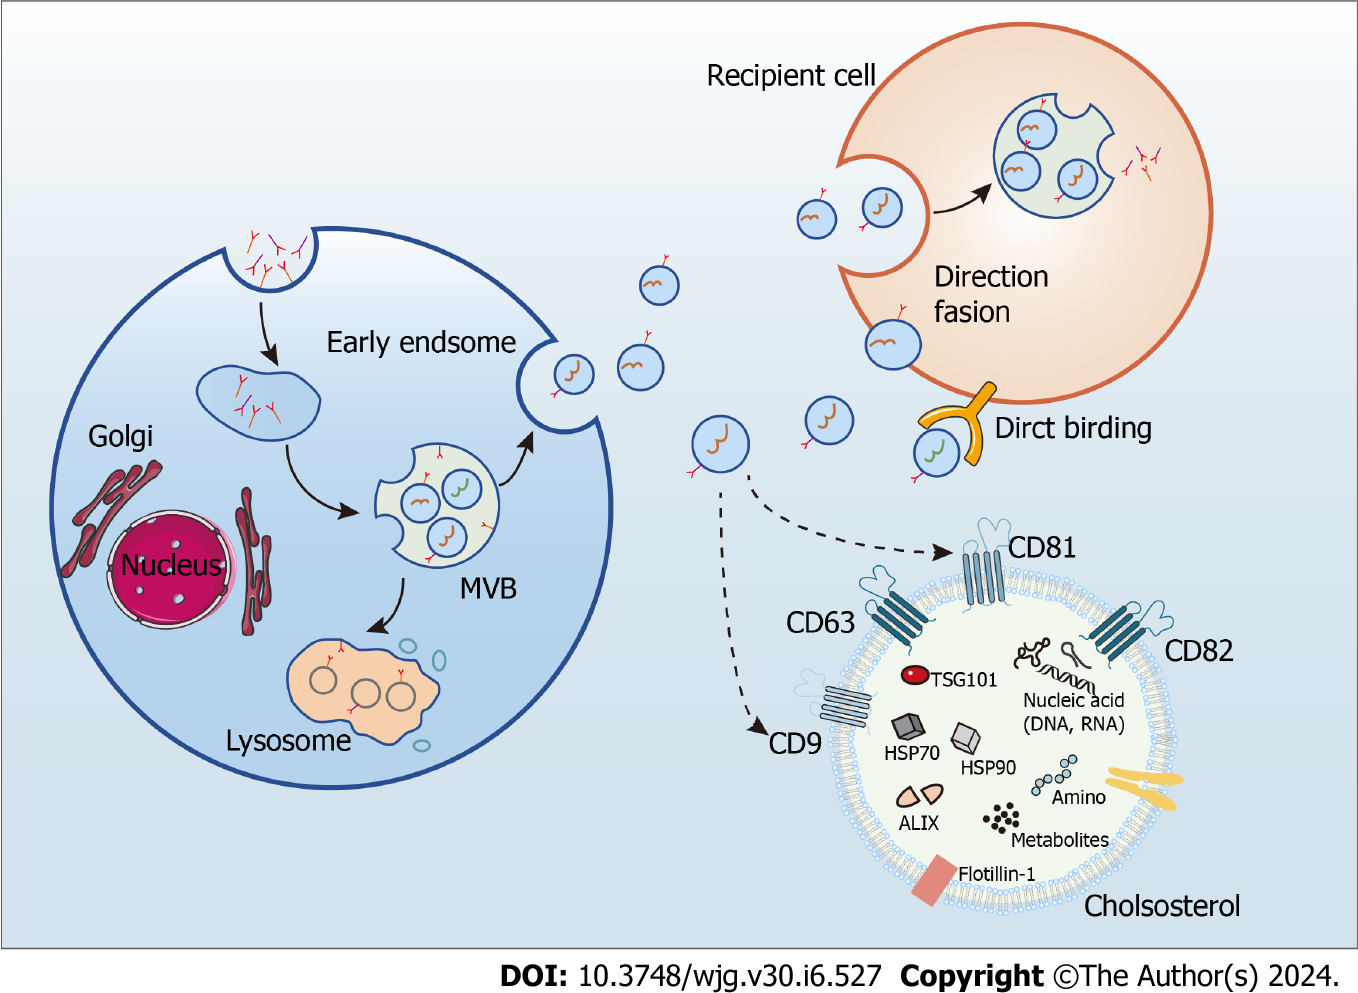 Recipient cell
Direction
fasion
Early endsome
Golgi
Dirct birding
Nucleus
MVB
CD81
CD63
CD82
TSG101
Nucleic acid
(DNA, RNA)
Lysosome
CD9
HSP70
HSP90
Amino
ALIX
Metabolites
Flotillin-1
Cholsosterol
DOI: 10.3748/wjg.v30.i6.527 Copyright ©The Author(s) 2024.